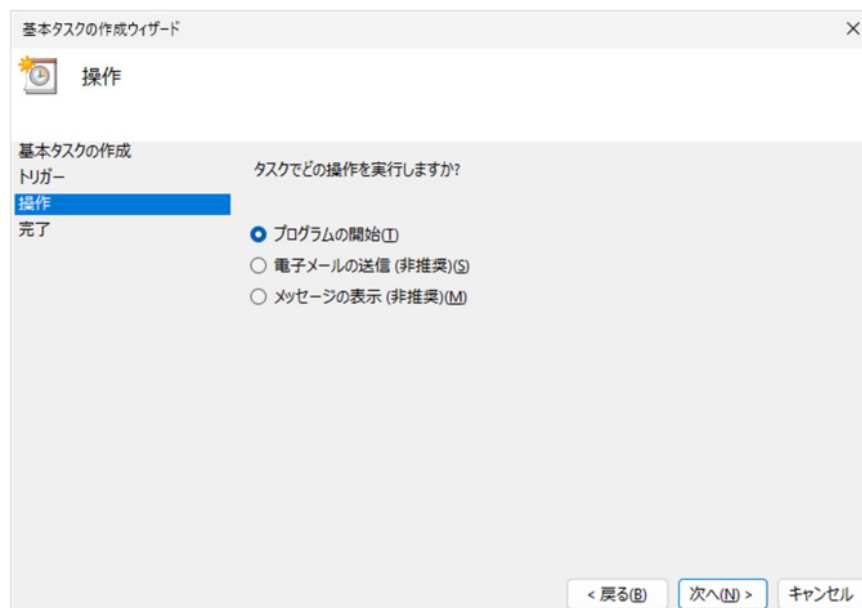 基本タスクの作成ウィザード
操作
基本タスクの作成
トリガー
操作
完了
タスクでどの操作を実行しますか?
プログラムの開始(T)
電子メールの送信 (非推奨)(S)
メッセージの表示 (非推奨)(M)
< 戻る(B)
次へ(N) >
キャンセル